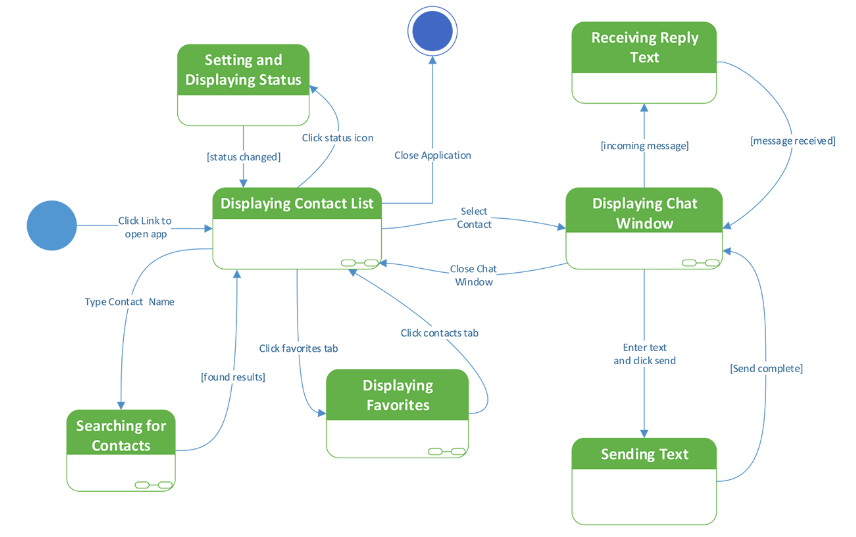 Setting and
Displaying Status
Receiving Reply
Text
Click status icon
[status changed]
Close Application
[incoming message]
[message received]
Displaying Contact List
Displaying Chat
Window
Click Link to
open app
Select
Contact
Close Chat
Window
Type Contact Name
Click contacts tab
Click favorites tab
Enter text
and click send
[found results]
[Send complete]
Displaying
Favorites
Searching for
Contacts
Sending Text